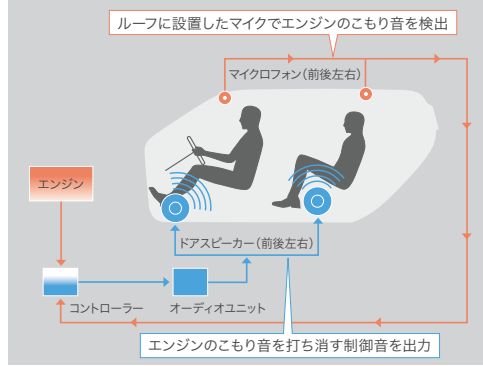 ルーフに設置したマイクでエンジンのこもり音を検出
マイクロフォン（前後左右）
エンジン
ドアスピーカー（前後左右）
コントローラー
オーディオユニット
エンジンのこもり音を打ち消す制御音を出力